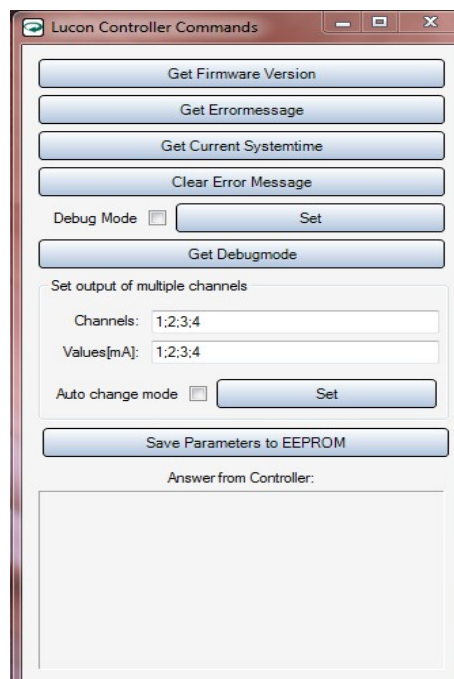 Lucon Controller Commands
Get Firmware Version
Get Errormessage
Get Current Systemtime
Clear Error Message
Debug Mode Set
Get Debugmode
Set output of multiple channels
Channels: 1;2;3;4
Values[mA]: 1;2;3;4
Auto change mode Set
Save Parameters to EEPROM
Answer from Controller: